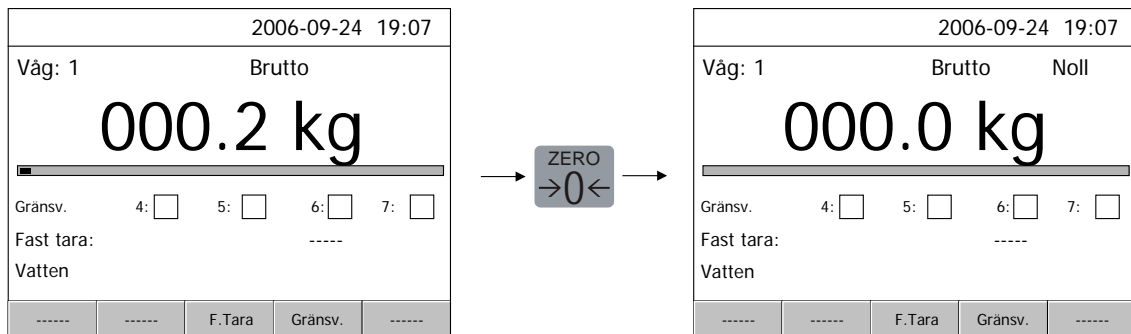 2006-09-24 19:07
Våg: 1 Brutto
000.2 kg
Gränsv. 4: 5: 6: 7:
Fast tara: -----
Vatten
------ ------ F.Tara Gränsv. ------
ZERO
→0←
2006-09-24 19:07
Våg: 1 Brutto Noll
000.0 kg
Gränsv. 4: 5: 6: 7:
Fast tara: -----
Vatten
------ ------ F.Tara Gränsv. ------